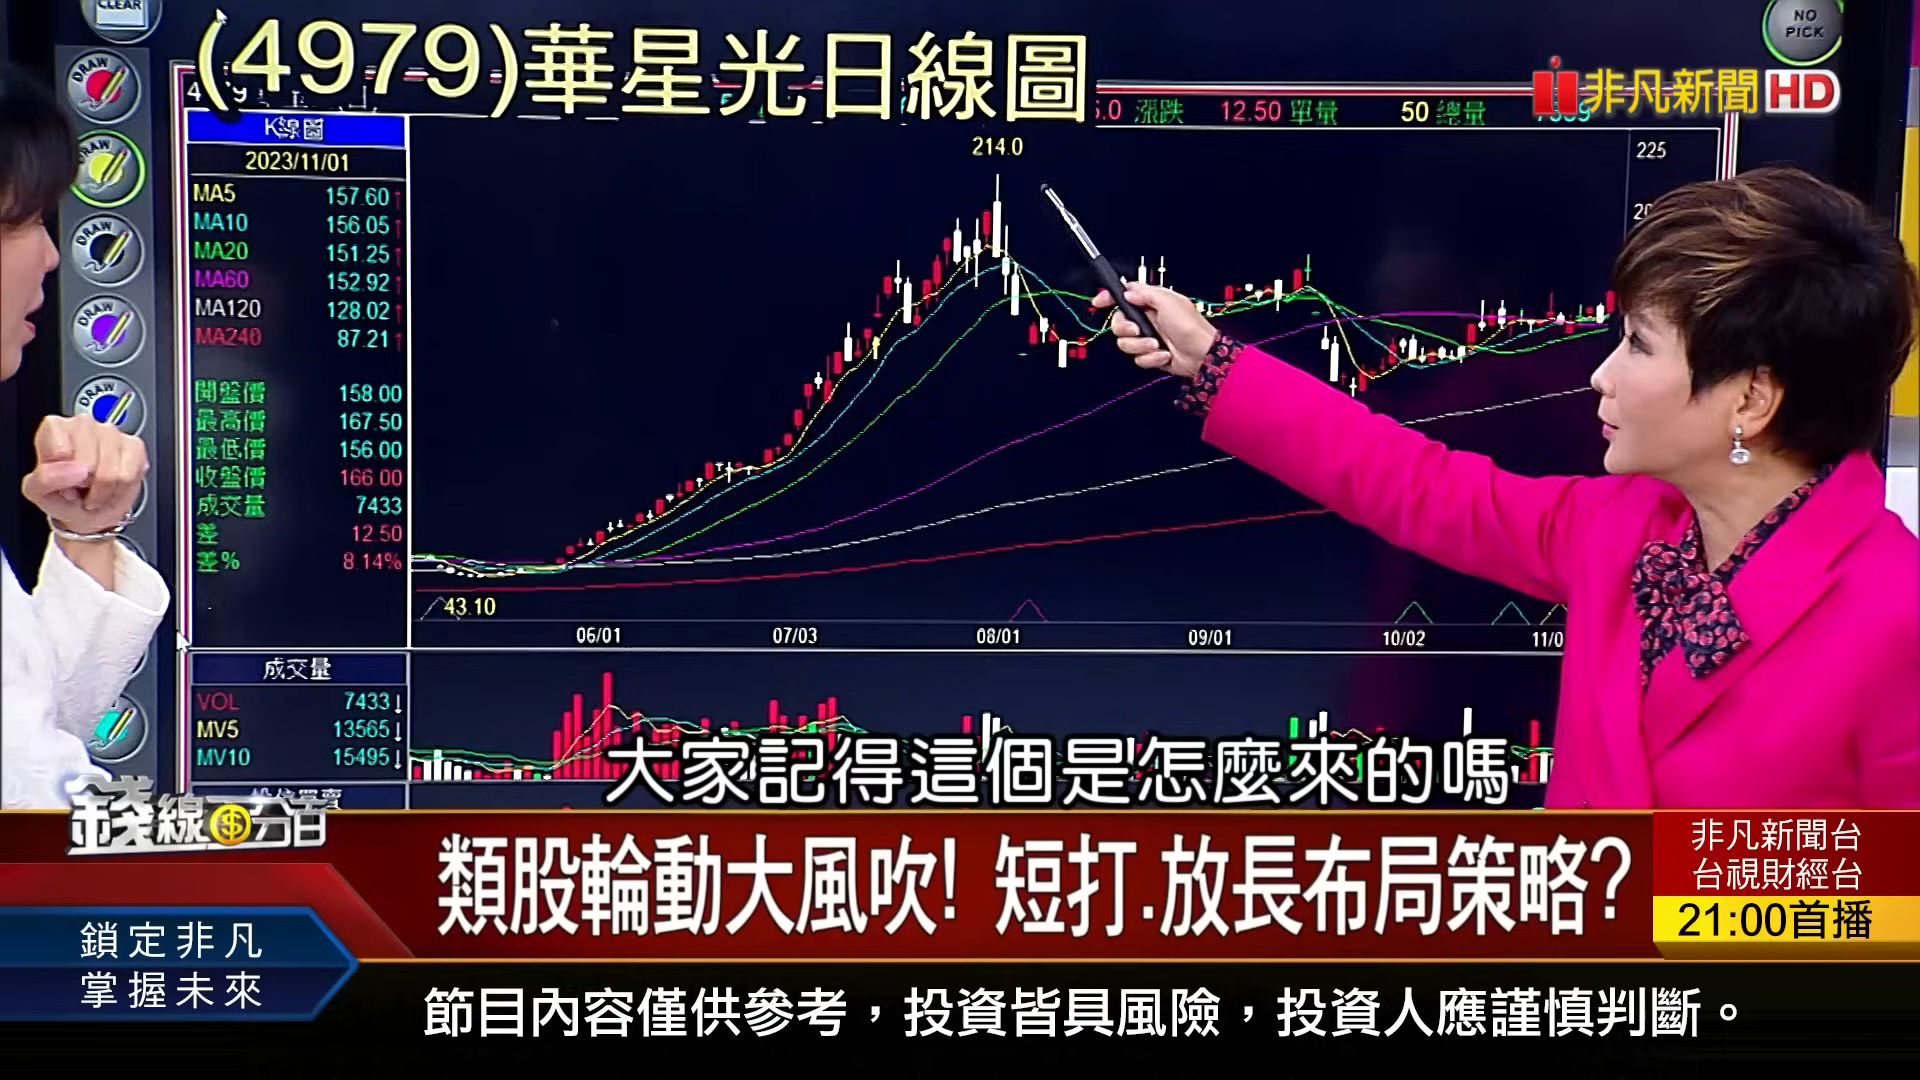 CLEAR
NO
PICK
(4979)華星光日線圖
非凡新聞HD
漲跌 12.50 單量 50 總量
DRAW
DRAW
DRAW
DRAW
DRAW
K線圖
2023/11/01
MA5 157.60↑
MA10 156.05↑
MA20 151.25↑
MA60 152.92↑
MA120 128.02↑
MA240 87.21↑
開盤價 158.00
最高價 167.50
最低價 156.00
收盤價 166.00
成交量 7433
差 12.50
差% 8.14%
214.0
225
43.10
06/01 07/03 08/01 09/01 10/02
成交量
VOL 7433↓
MV5 13565↓
MV10 15495↓
大家記得這個是怎麼來的嗎
錢線百分百
類股輪動大風吹! 短打.放長布局策略?
非凡新聞台
台視財經台
21:00首播
鎖定非凡
掌握未來
節目內容僅供參考，投資皆具風險，投資人應謹慎判斷。